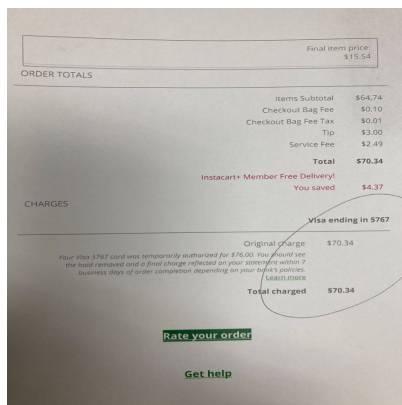 Final item price:
$15.54
ORDER TOTALS
Items Subtotal $64.74
Checkout Bag Fee $0.10
Checkout Bag Fee Tax $0.01
Tip $3.00
Service Fee $2.49
Total $70.34
Instacart+ Member Free Delivery!
You saved $4.37
CHARGES
Visa ending in 5767
Original charge $70.34
Your Visa 5767 card was temporarily authorized for $76.00. You should see
the hold removed and a final charge reflected on your statement within 7
business days of order completion depending on your bank's policies.
Learn more
Total charged $70.34
Rate your order
Get help